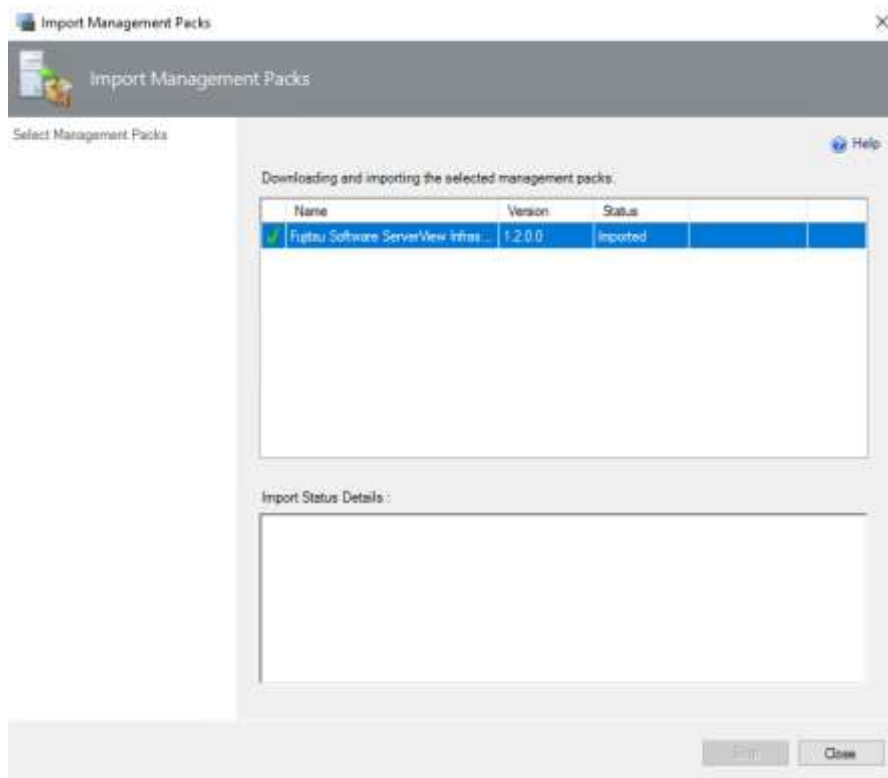 Import Management Packs
Import Management Packs
Select Management Packs
Help
Downloading and importing the selected management packs.
Name Version Status
Fujitsu Software ServerView Infras... 1.2.0.0 Imported
Import Status Details :
Stop
Close